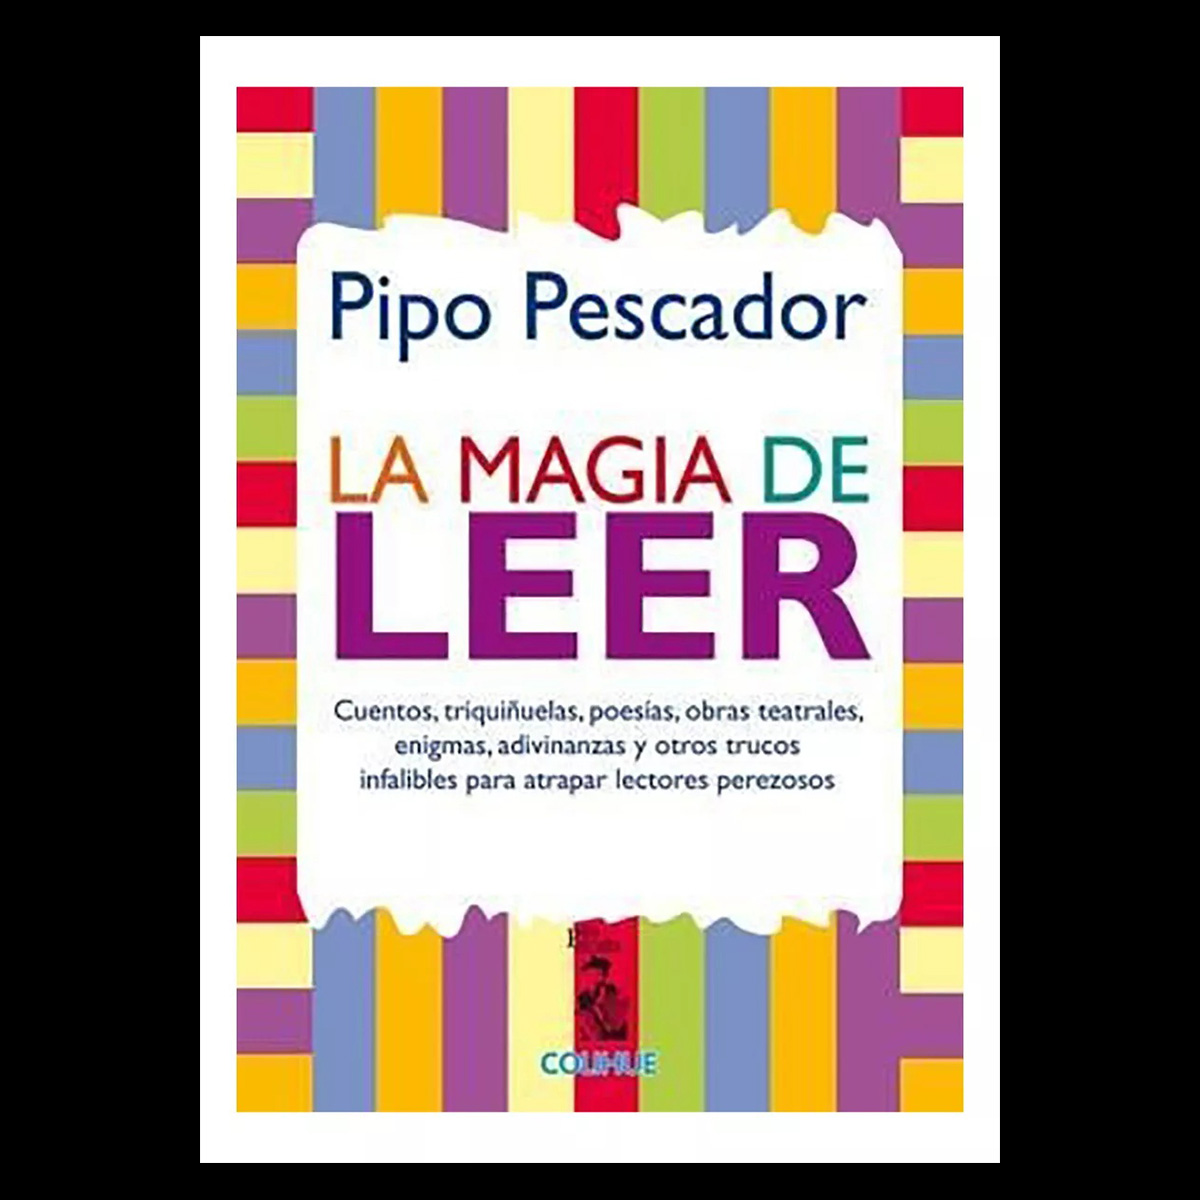 Pipo Pescador
LA MAGIA DE
LEER
Cuentos, triquiñuelas, poesías, obras teatrales,
enigmas, adivinanzas y otros trucos
infalibles para atrapar lectores perezosos
COLIHUE